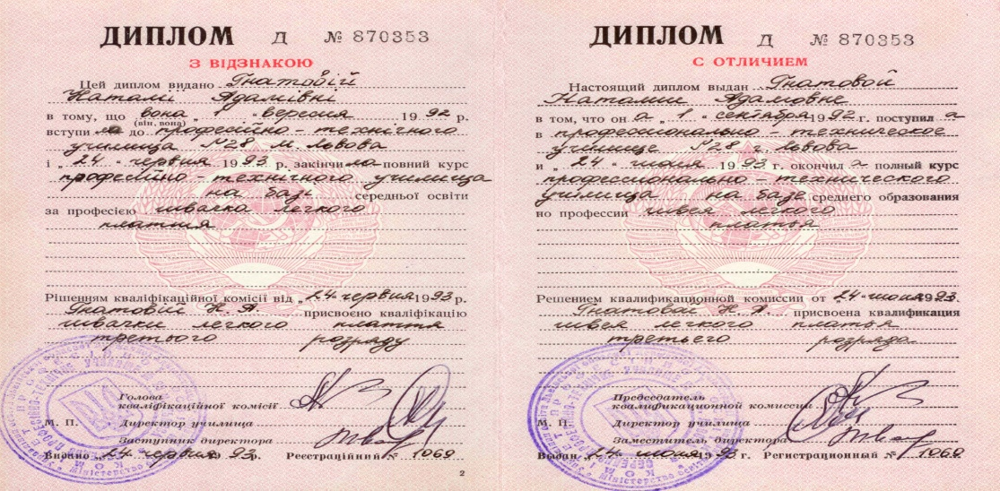 ДИПЛОМ Д № 870353
З ВІДЗНАКОЮ
Цей диплом видано Гнатовій
Наталії Адамівні
в тому, що вона „ 1 " вересня 1992 р.
(він, вона)
вступила до професійно-технічного
училища №28 м. Львова
і „ 24 " червня 1993 р. закінчила повний курс
професійно-технічного училища
на базі середньої освіти
за професією швачка легкого
плаття
Рішенням кваліфікаційної комісії від „ 24 " червня 1993 р.
Гнатовій Н. А. присвоєно кваліфікацію
швачки легкого плаття
третього розряду
Голова
кваліфікаційної комісії
М. П. Директор училища
Заступник директора
Видано „ 24 " червня 1993 р. Реєстраційний № 1069
2
ДИПЛОМ Д № 870353
С ОТЛИЧИЕМ
Настоящий диплом выдан Гнатовой
Наталии Адамовне
в том, что он а „ 1 " сентября 1992 г. поступил а
в профессионально-техническое
училище №28 г. Львова
и „ 24 " июня 1993 г. окончил а полный курс
профессионально-технического
училища на базе среднего образования
по профессии швея легкого
платья
Решением квалификационной комиссии от „ 24 " июня 1993
Гнатовой Н. А. присвоена квалификация
швея легкого платья
третьего разряда
Председатель
квалификационной комиссии
М. П. Директор училища
Заместитель директора
Выдан „ 24 " июня 1993 г. Регистрационный № 1069